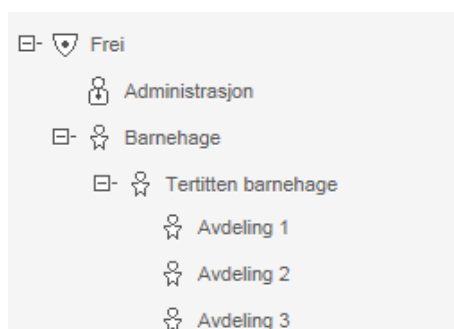 Frei
Administrasjon
Barnehage
Tertitten barnehage
Avdeling 1
Avdeling 2
Avdeling 3